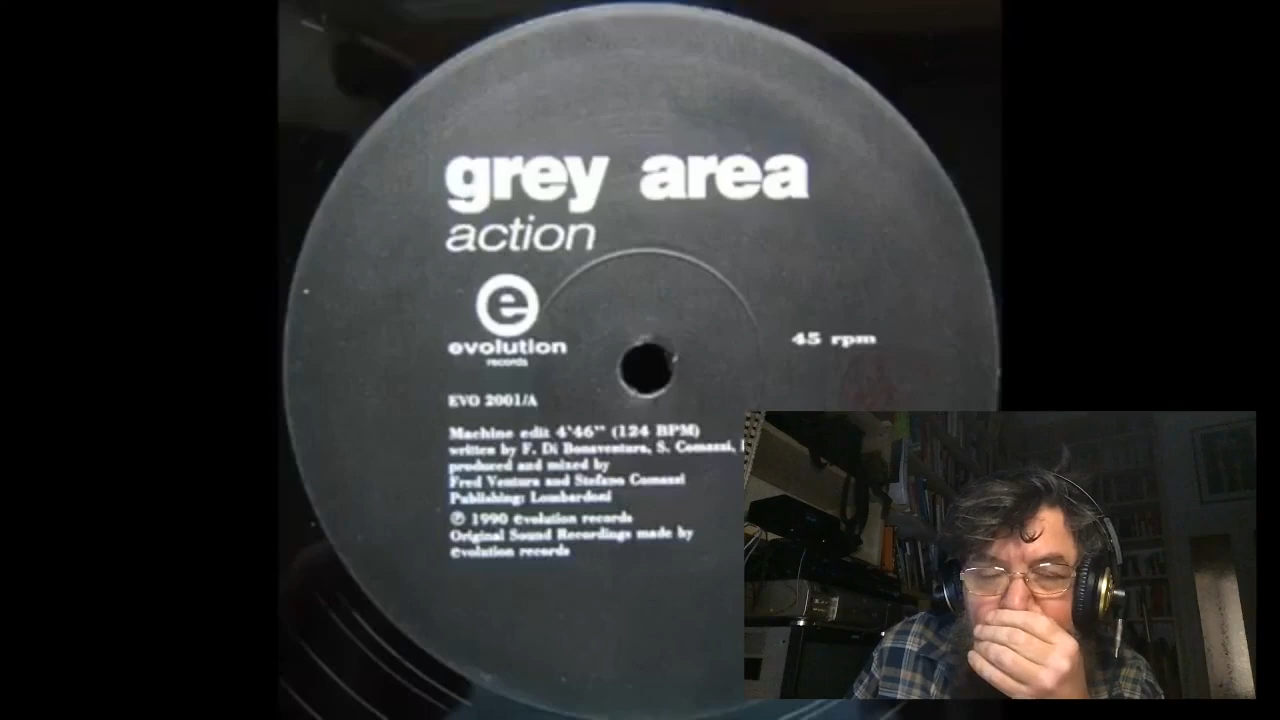 grey area
action
e
evolution
records
45 rpm
EVO 2001/A
Machine edit 4'46" (124 BPM)
written by F. Di Bonaventura, S. Comazzi,
produced and mixed by
Fred Ventura and Stefano Comazzi
Publishing: Lombardoni
℗ 1990 evolution records
Original Sound Recordings made by
evolution records